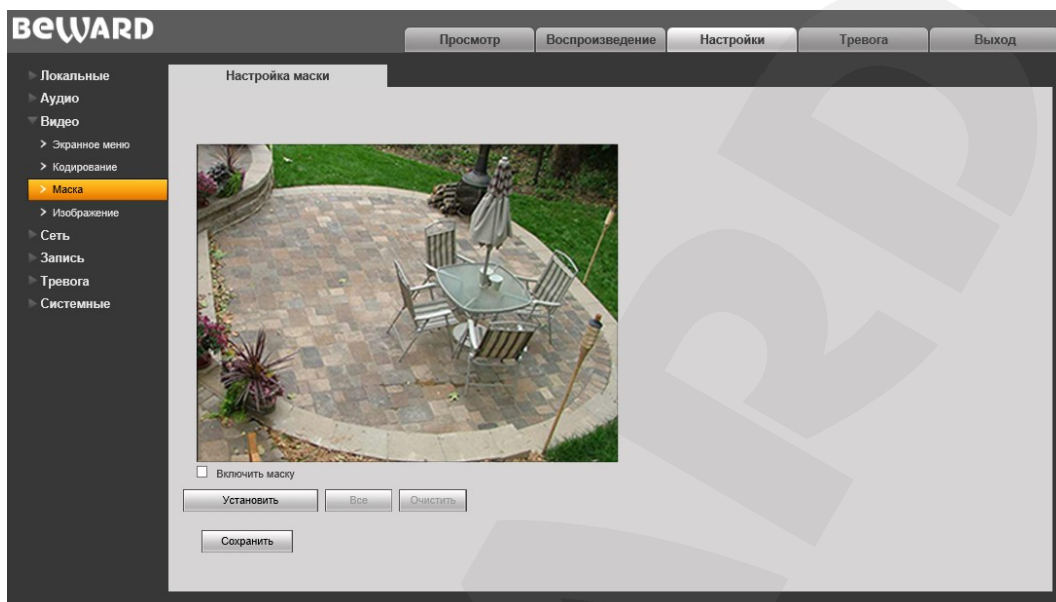 BEWARD
Просмотр
Воспроизведение
Настройки
Тревога
Выход
Локальные
Аудио
Видео
Экранное меню
Кодирование
Маска
Изображение
Сеть
Запись
Тревога
Системные
Настройка маски
Включить маску
Установить
Все
Очистить
Сохранить
ARD